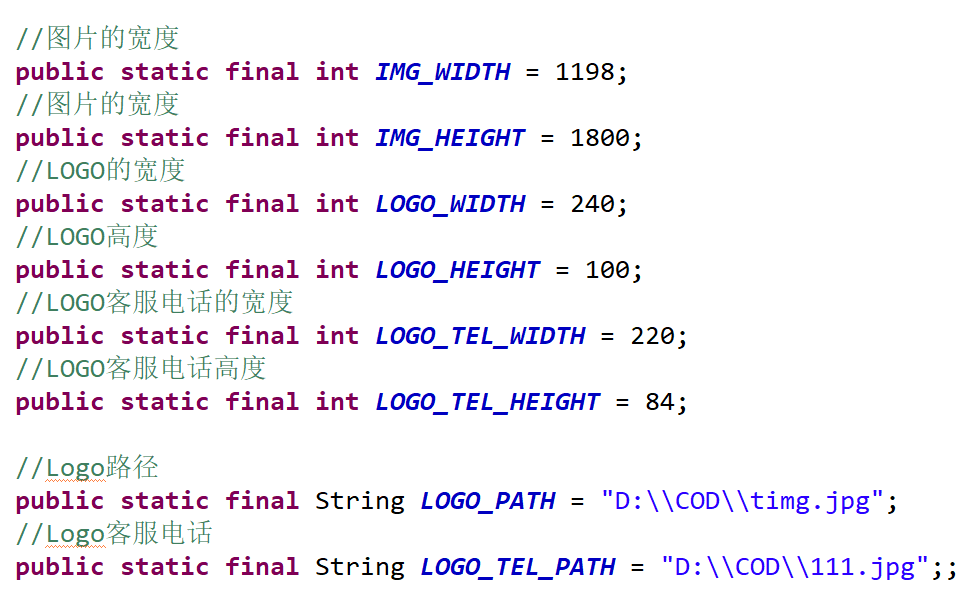 //图片的宽度
public static final int IMG_WIDTH = 1198;
//图片的宽度
public static final int IMG_HEIGHT = 1800;
//LOGO的宽度
public static final int LOGO_WIDTH = 240;
//LOGO高度
public static final int LOGO_HEIGHT = 100;
//LOGO客服电话的宽度
public static final int LOGO_TEL_WIDTH = 220;
//LOGO客服电话高度
public static final int LOGO_TEL_HEIGHT = 84;
//Logo路径
public static final String LOGO_PATH = "D:\\COD\\timg.jpg";
//Logo客服电话
public static final String LOGO_TEL_PATH = "D:\\COD\\111.jpg";;